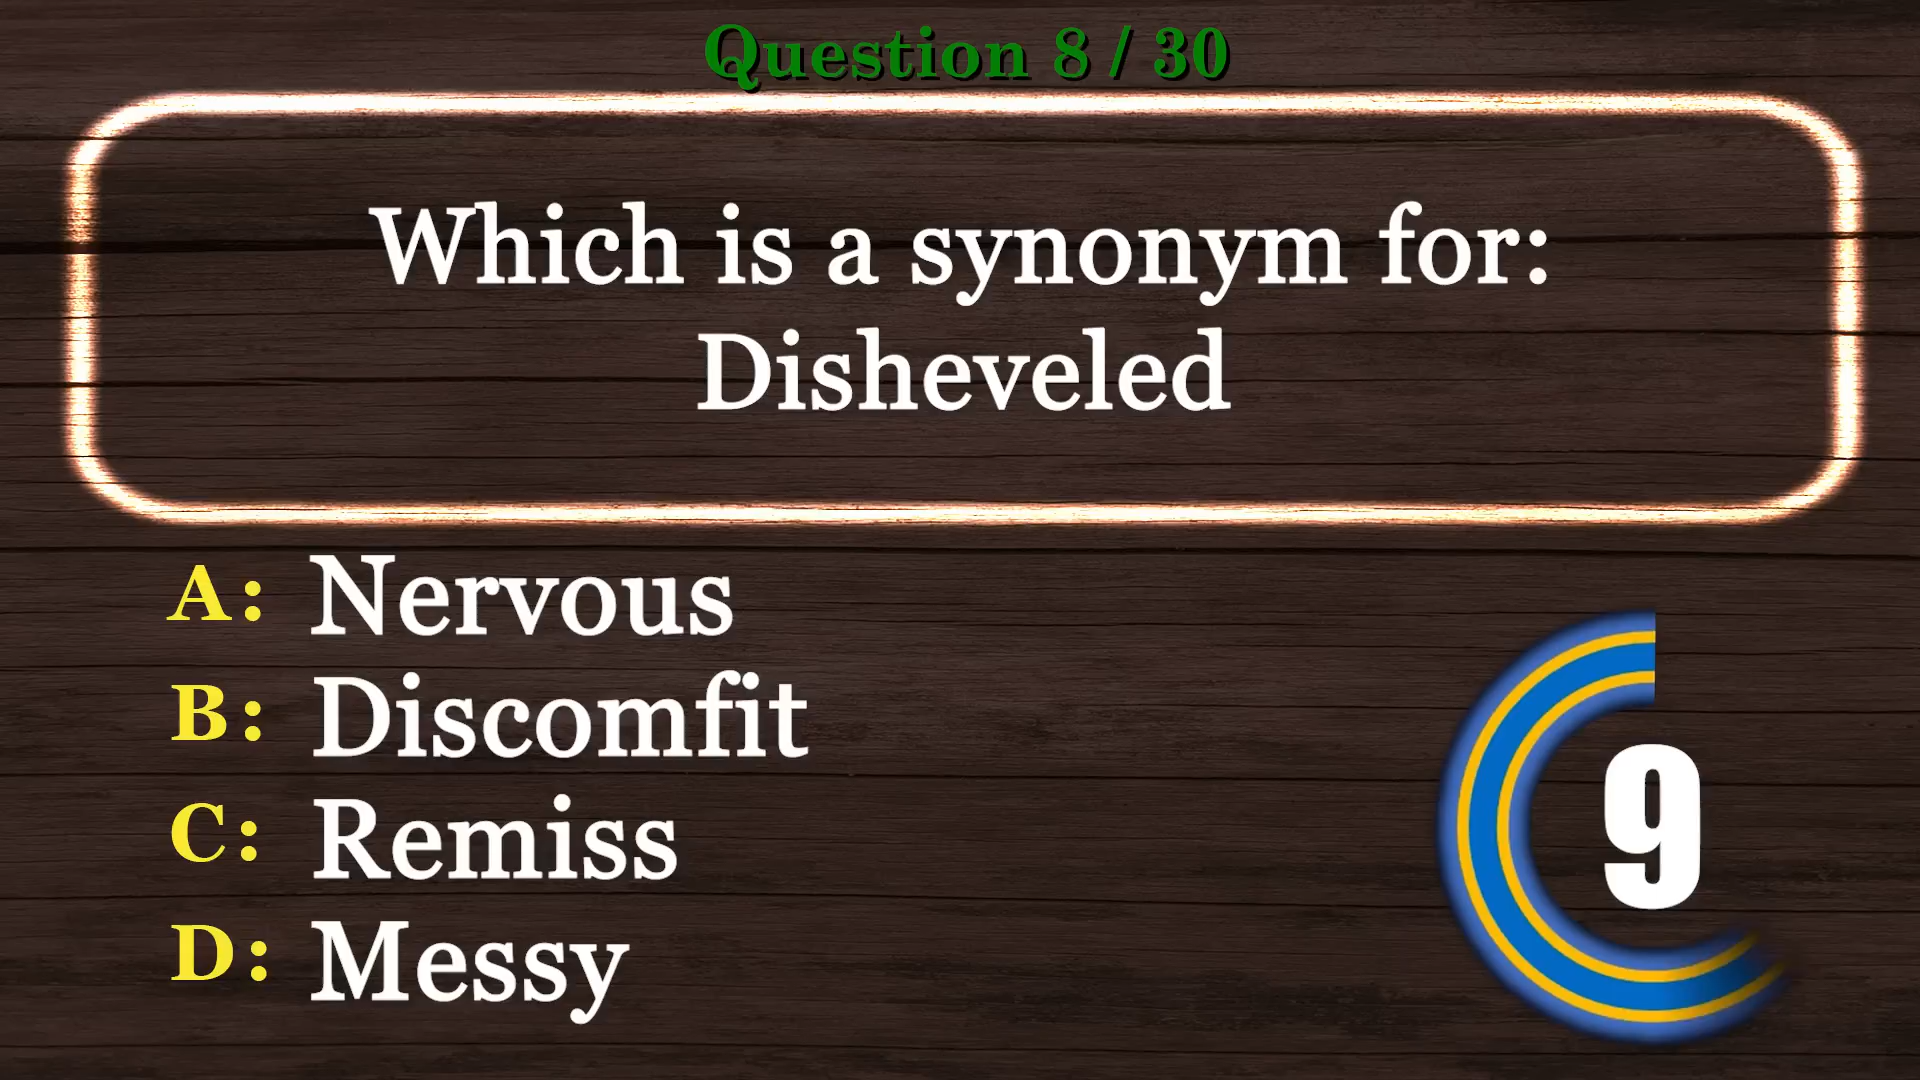 Question 8 / 30
Which is a synonym for:
Disheveled
A: Nervous
B: Discomfit
C: Remiss
D: Messy
9